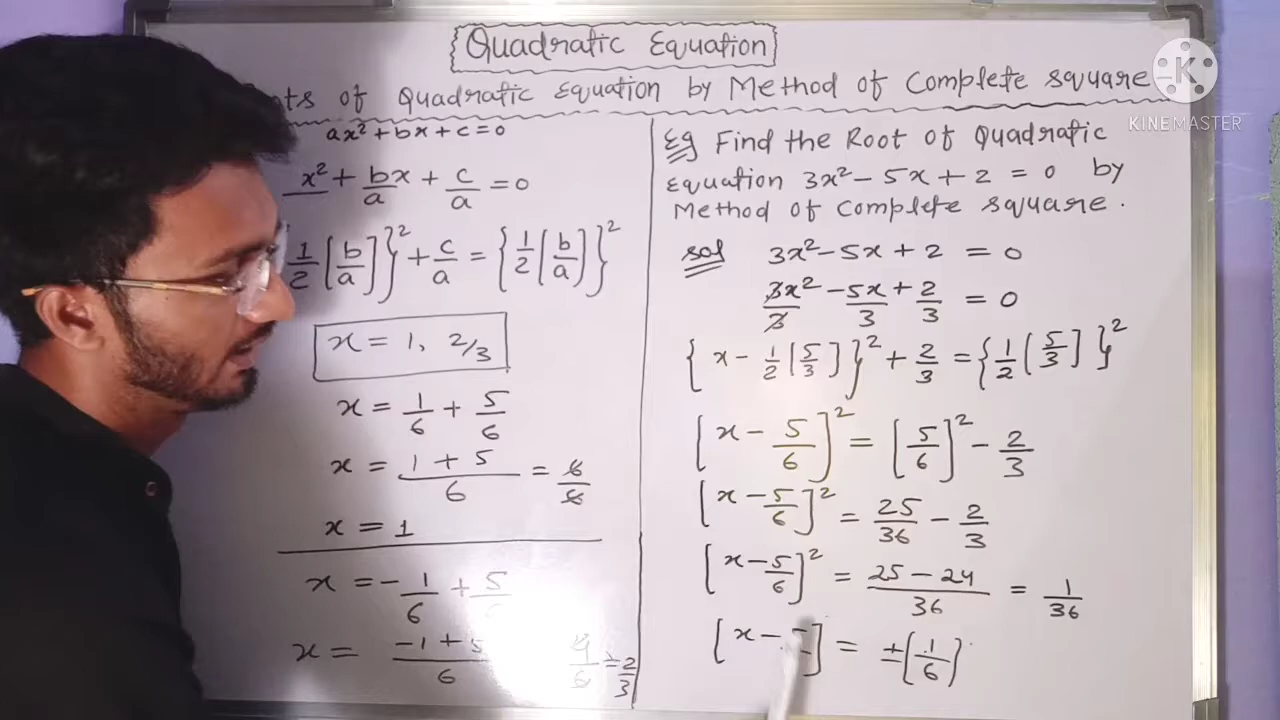 Quadratic Equation
of Quadratic Equation by Method of Complete square
KINEMASTER
ax² + bx + c = 0
x² + b/a x + c/a = 0
1/2 [b/a]}² + c/a = {1/2 [b/a]}²
x = 1, 2/3
x = 1/6 + 5/6
x = (1 + 5)/6 = 6/6
x = 1
x = -1/6 + 5
x = (-1 + 5)/6 4/6 = 2/3
Eg Find the Root of Quadratic
Equation 3x² - 5x + 2 = 0 by
Method of Complete square.
sol 3x² - 5x + 2 = 0
3x²/3 - 5x/3 + 2/3 = 0
{x - 1/2 [5/3]}² + 2/3 = {1/2 [5/3]}²
[x - 5/6]² = [5/6]² - 2/3
[x - 5/6]² = 25/36 - 2/3
[x - 5/6]² = (25 - 24)/36 = 1/36
[x - ] = ±(1/6)